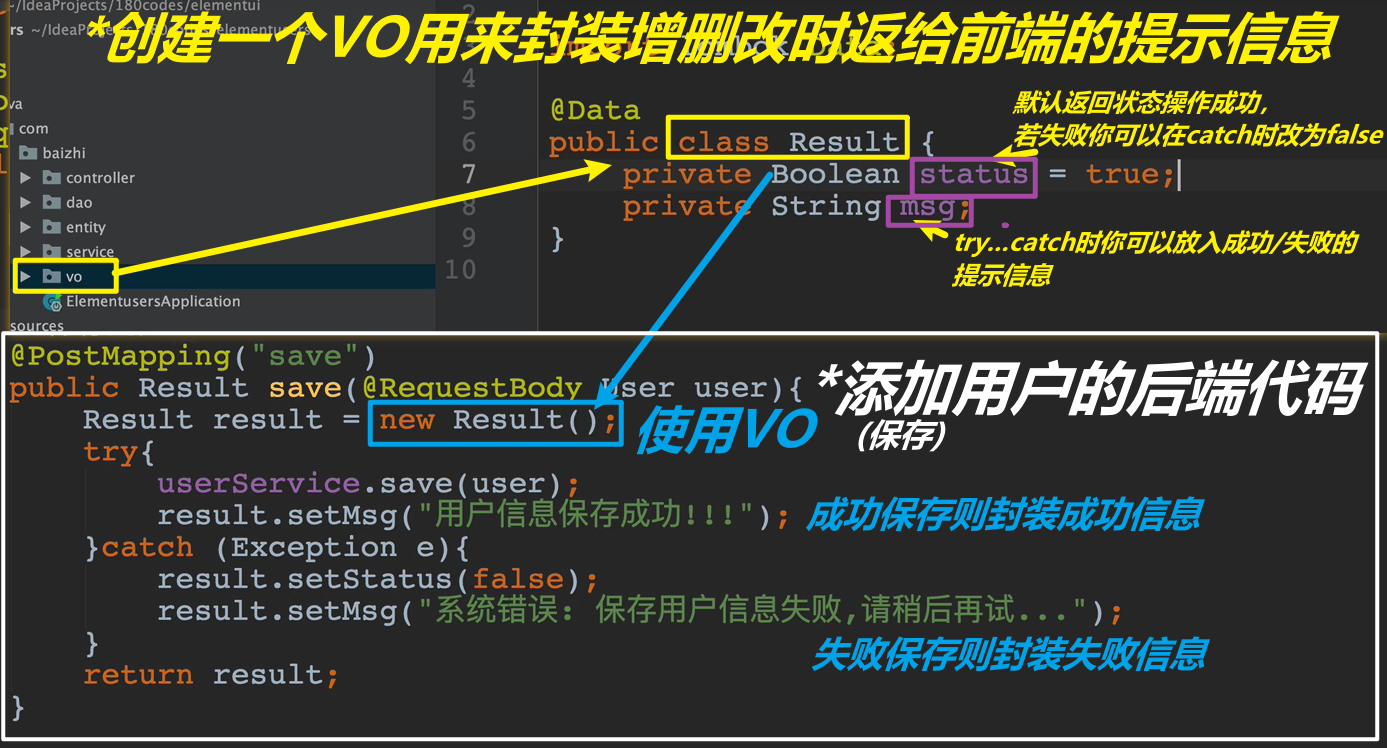 ~/IdeaProjects/180codes/elementui
rs ~/IdeaProjects/180codes/elementusers
*创建一个VO用来封装增删改时返给前端的提示信息
va
com
baizhi
controller
dao
entity
service
vo
ElementusersApplication
sources
2
4
5 @Data
6 public class Result {
7 private Boolean status = true;
8 private String msg;
9 }
10
默认返回状态操作成功,
若失败你可以在catch时改为false
try...catch时你可以放入成功/失败的
提示信息
@PostMapping("save")
public Result save(@RequestBody User user){
Result result = new Result();
try{
userService.save(user);
result.setMsg("用户信息保存成功!!!");
}catch (Exception e){
result.setStatus(false);
result.setMsg("系统错误: 保存用户信息失败,请稍后再试...");
}
return result;
}
*添加用户的后端代码
(保存)
使用VO
成功保存则封装成功信息
失败保存则封装失败信息